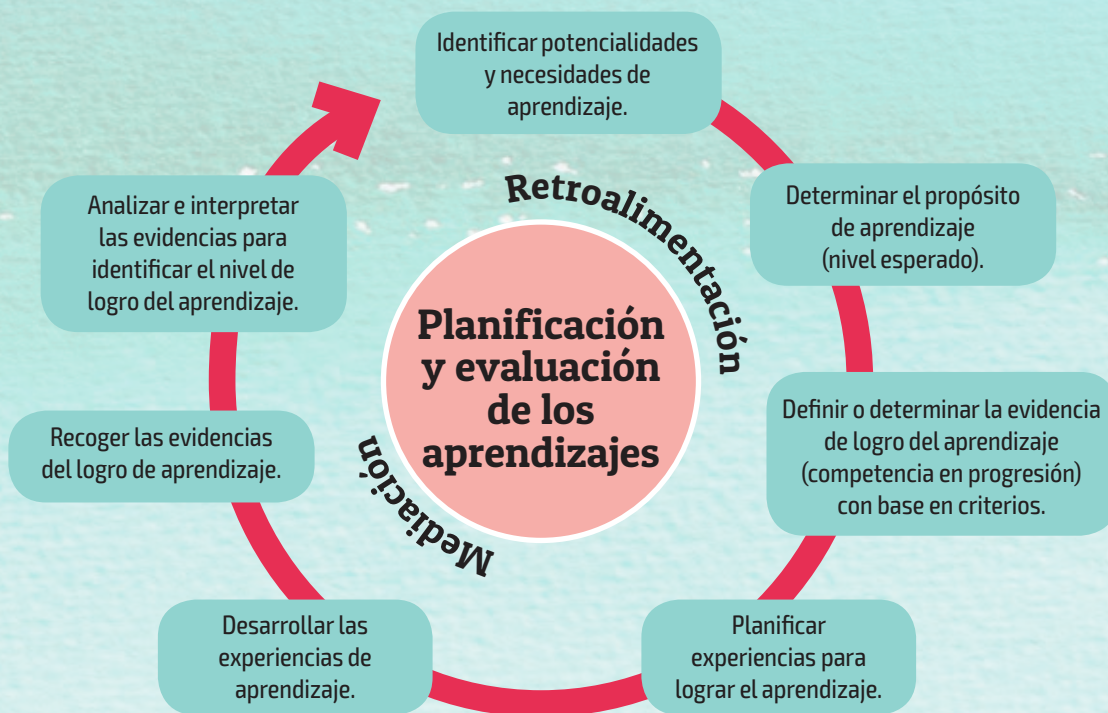 Identificar potencialidades
y necesidades de
aprendizaje.
Determinar el propósito
de aprendizaje
(nivel esperado).
Definir o determinar la evidencia
de logro del aprendizaje
(competencia en progresión)
con base en criterios.
Planificar
experiencias para
lograr el aprendizaje.
Desarrollar las
experiencias de
aprendizaje.
Recoger las evidencias
del logro de aprendizaje.
Analizar e interpretar
las evidencias para
identificar el nivel de
logro del aprendizaje.
Retroalimentación
Planificación
y evaluación
de los
aprendizajes
Mediación